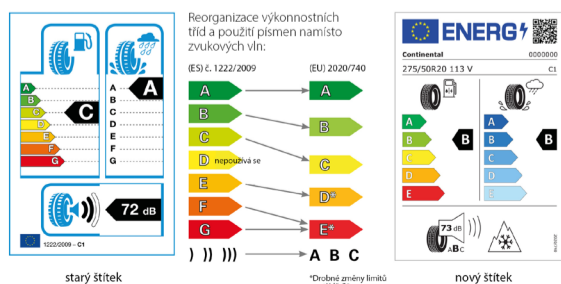 A
B
C
D
E
F
G
C
A
B
C
D
E
F
G
A
72 dB
1222/2009 – C1
starý štítek
Reorganizace výkonnostních
tříd a použití písmen namísto
zvukových vln:
(ES) č. 1222/2009
(EU) 2020/740
A
B
C
D nepoužívá se
E
F
G
A
B
C
D*
E*
A B C
*Drobné změny limitů
ENERG
Continental 0000000
275/50R20 113 V C1
A
B
C
D
E
B
A
B
C
D
E
B
73 dB
ABC
2020/740
nový štítek